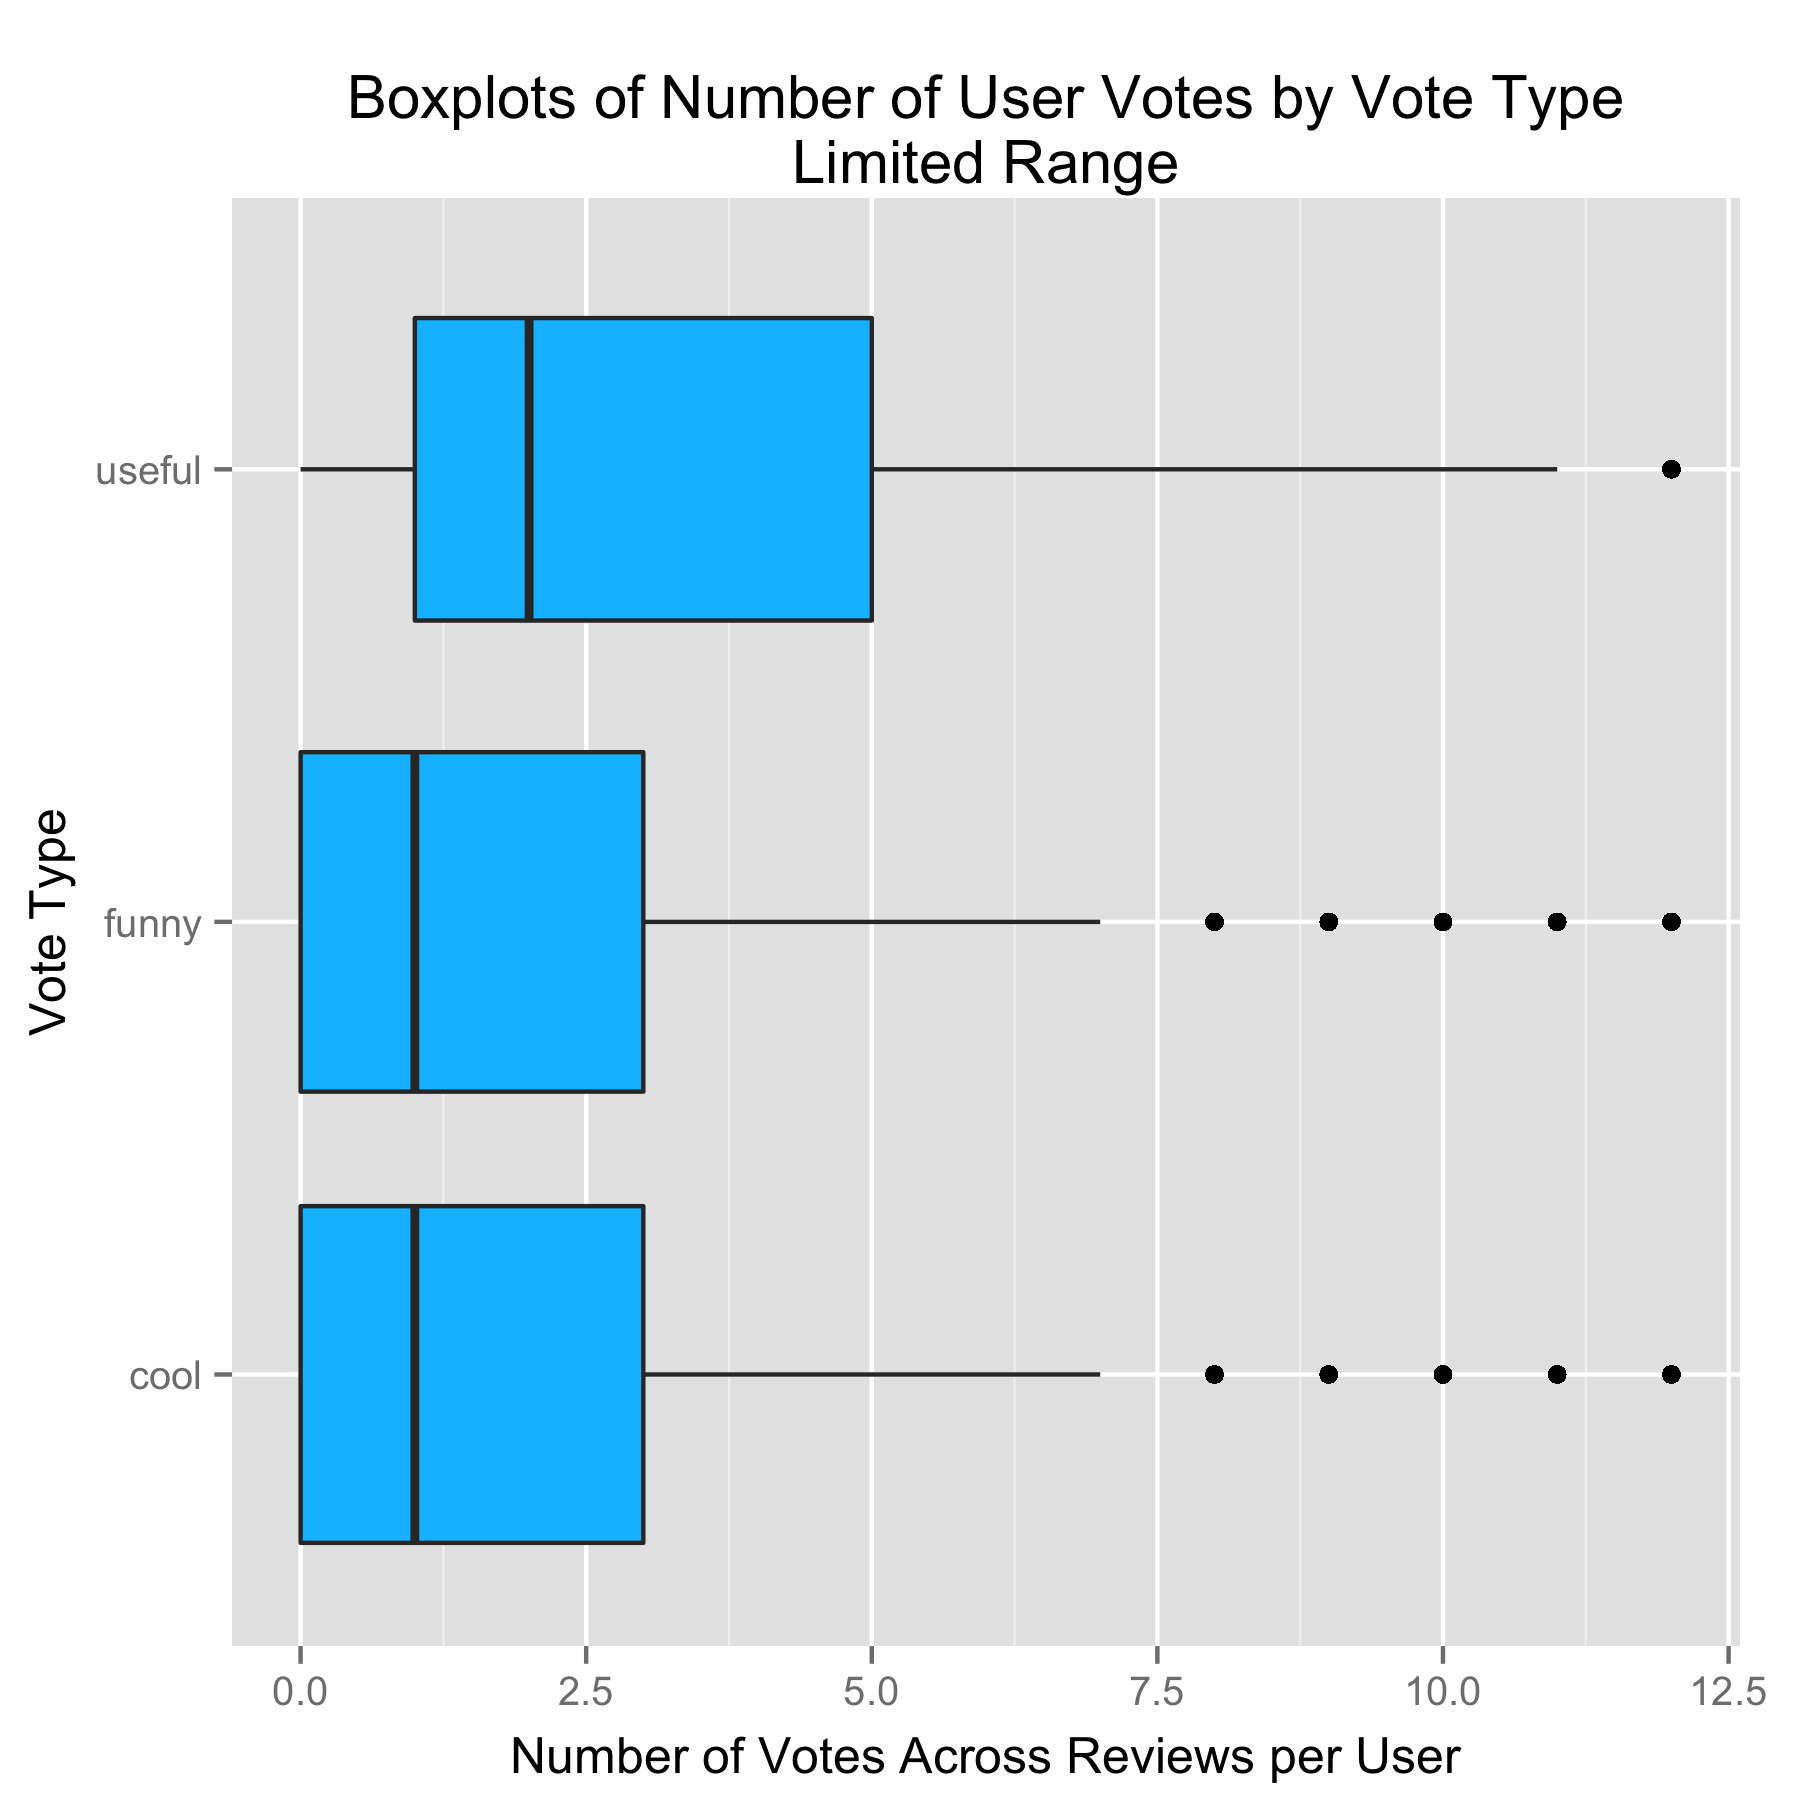 Boxplots of Number of User Votes by Vote Type
Limited Range
Vote Type
useful
funny
cool
0.0 2.5 5.0 7.5 10.0 12.5
Number of Votes Across Reviews per User